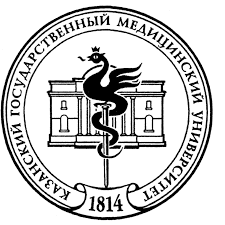 КАЗАНСКИЙ ГОСУДАРСТВЕННЫЙ МЕДИЦИНСКИЙ УНИВЕРСИТЕТ
1814